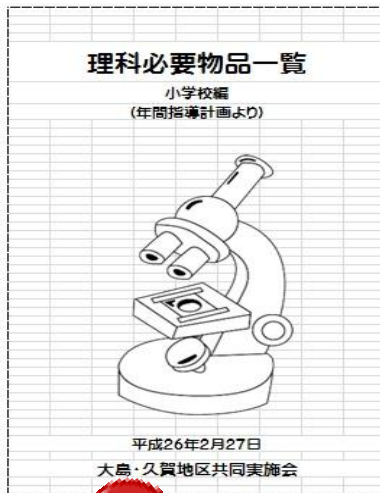 理科必要物品一覧
小学校編
(年間指導計画より)
平成26年2月27日
大島・久賀地区共同実施会